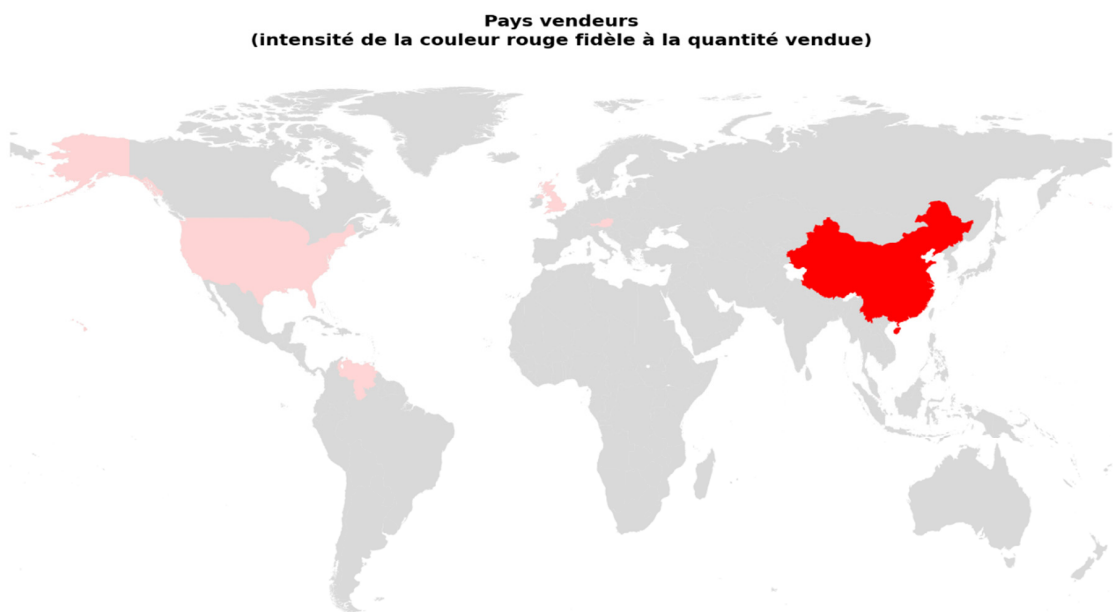 Pays vendeurs
(intensité de la couleur rouge fidèle à la quantité vendue)